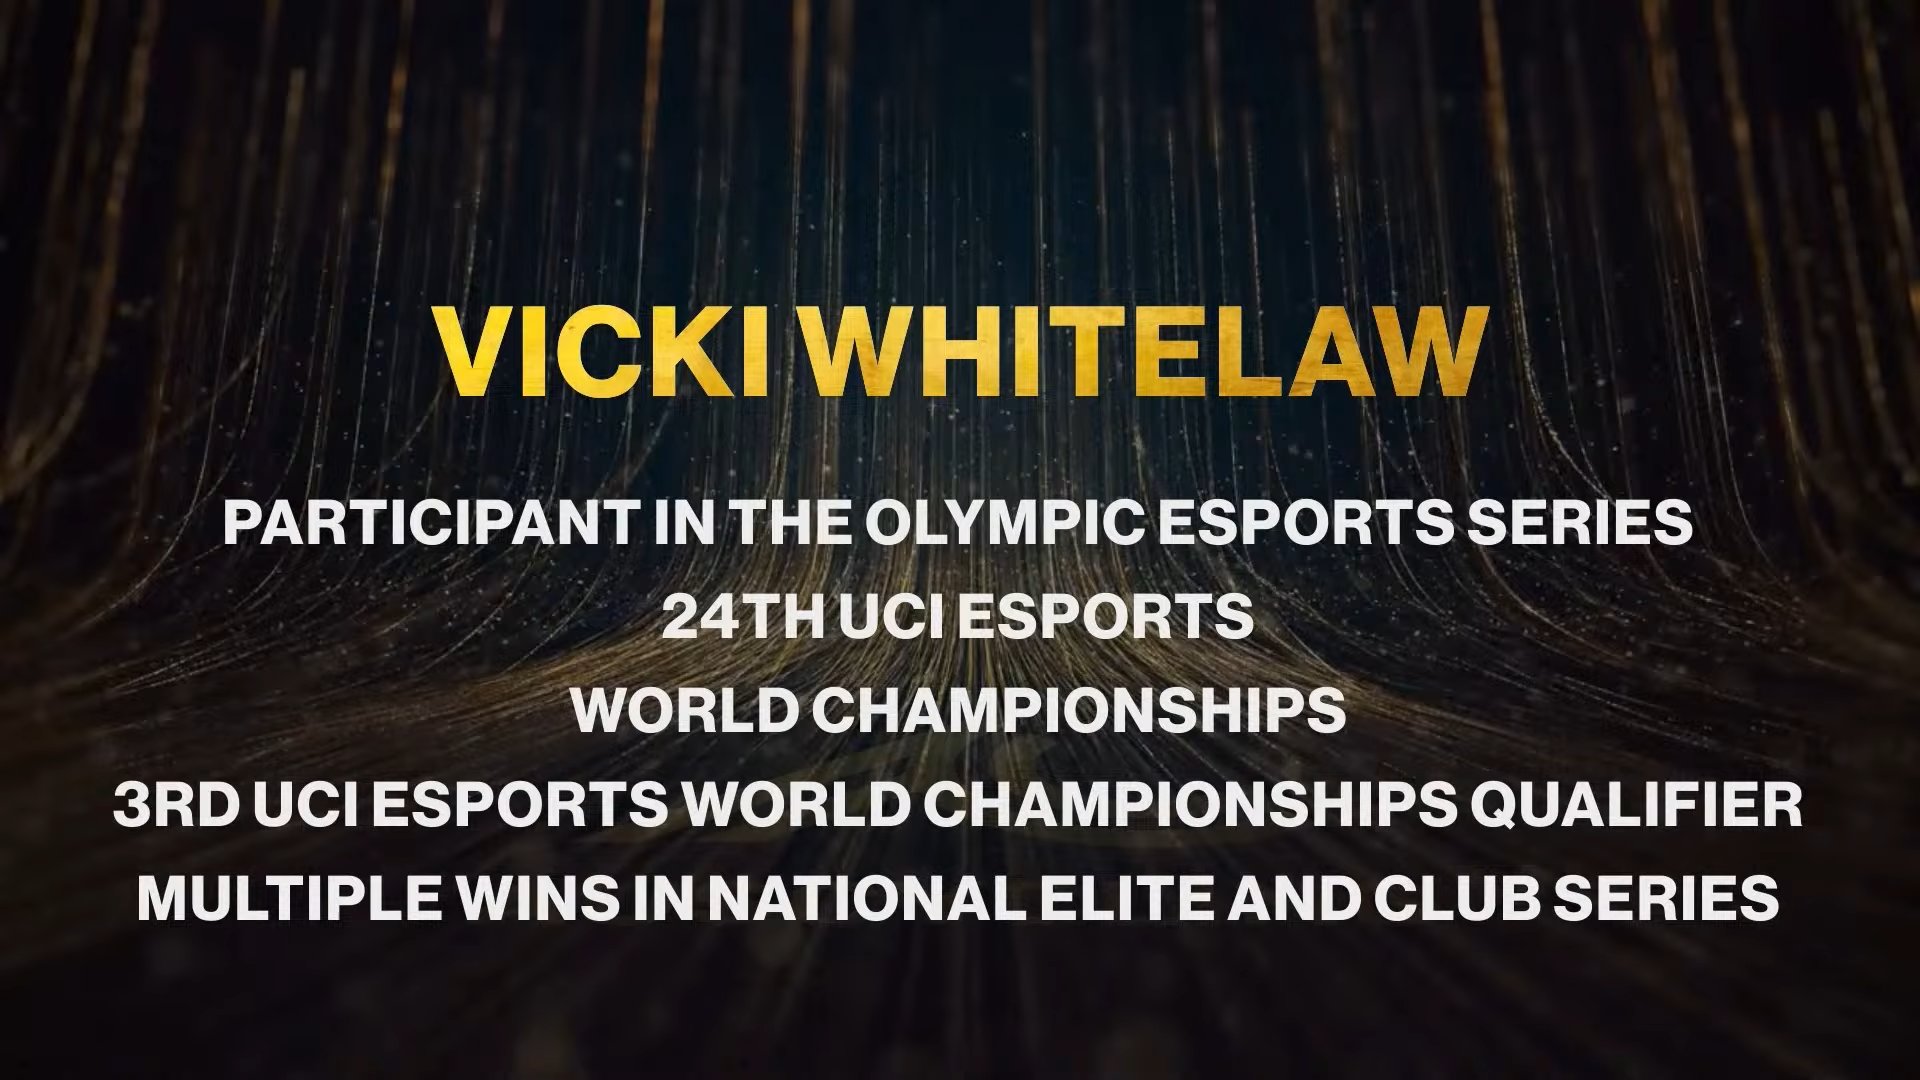 VICKI WHITELAW
PARTICIPANT IN THE OLYMPIC ESPORTS SERIES
24TH UCI ESPORTS
WORLD CHAMPIONSHIPS
3RD UCI ESPORTS WORLD CHAMPIONSHIPS QUALIFIER
MULTIPLE WINS IN NATIONAL ELITE AND CLUB SERIES